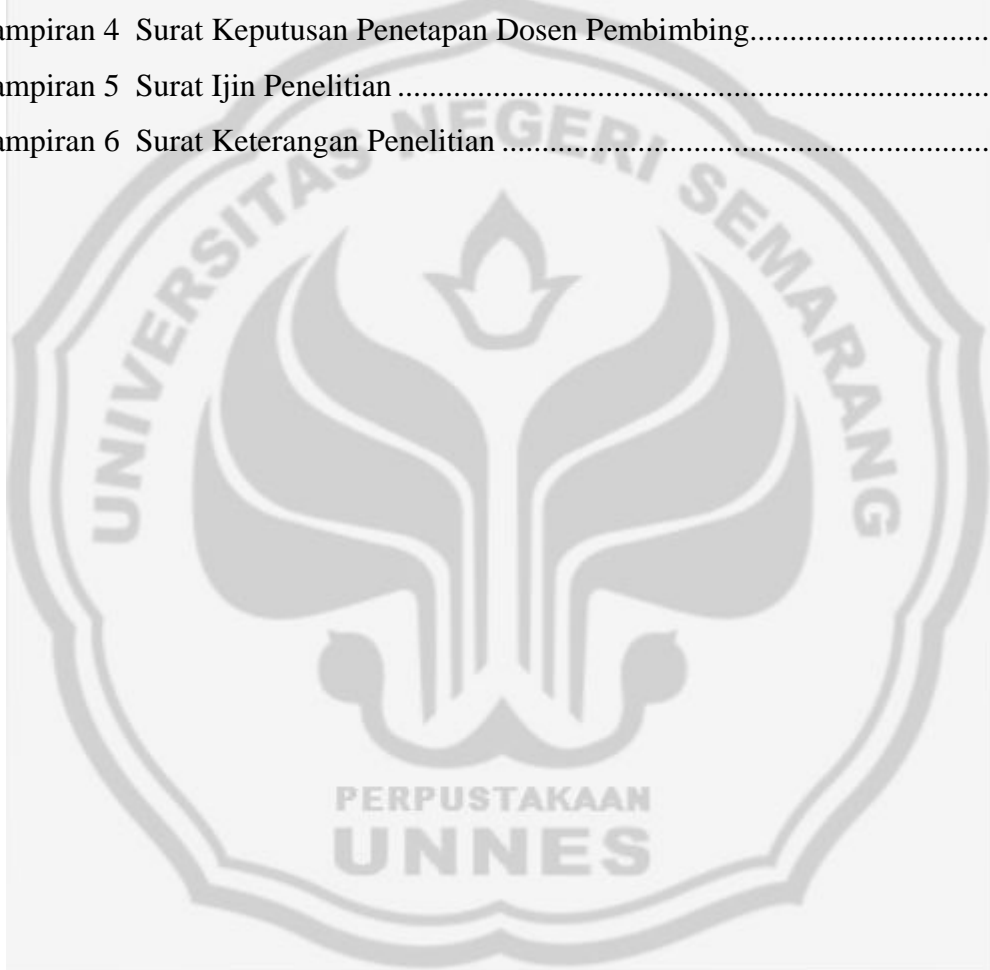 ampiran 4 Surat Keputusan Penetapan Dosen Pembimbing............................
ampiran 5 Surat Ijin Penelitian ..........................................................................
ampiran 6 Surat Keterangan Penelitian .............................................................
UNIVERSITAS NEGERI SEMARANG
PERPUSTAKAAN
UNNES